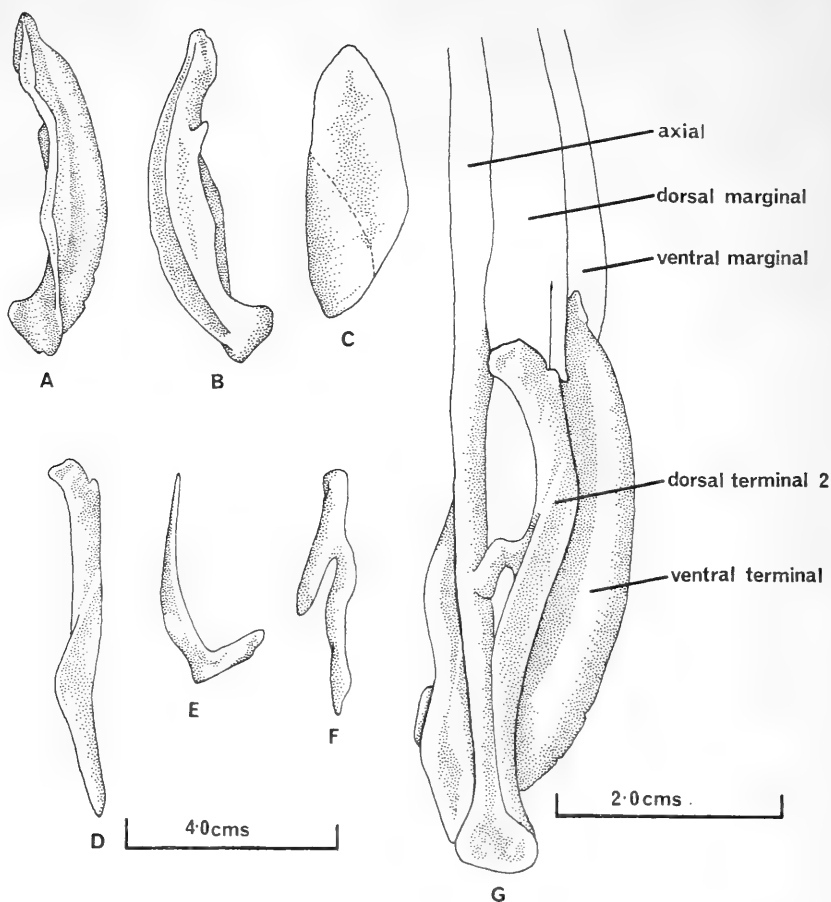 A
B
C
axial
dorsal marginal
ventral marginal
dorsal terminal 2
ventral terminal
D
E
F
4·0cms
2·0cms
G